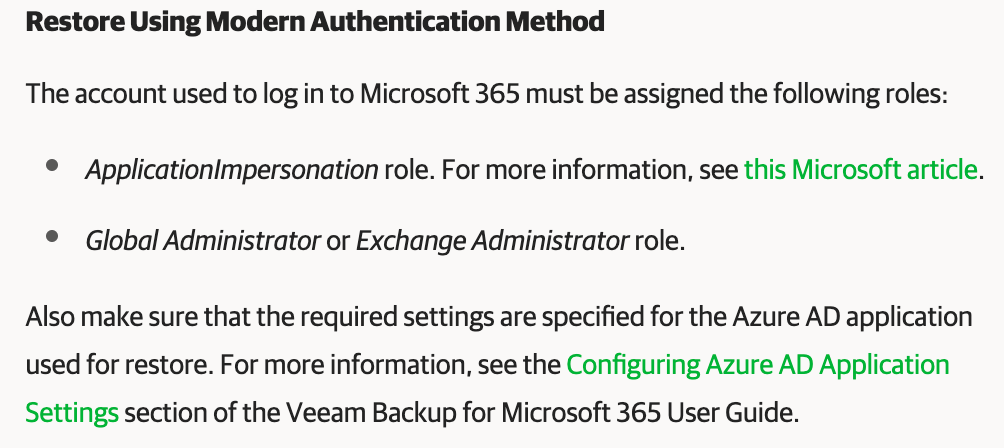 Restore Using Modern Authentication Method
The account used to log in to Microsoft 365 must be assigned the following roles:
• ApplicationImpersonation role. For more information, see this Microsoft article.
• Global Administrator or Exchange Administrator role.
Also make sure that the required settings are specified for the Azure AD application
used for restore. For more information, see the Configuring Azure AD Application
Settings section of the Veeam Backup for Microsoft 365 User Guide.